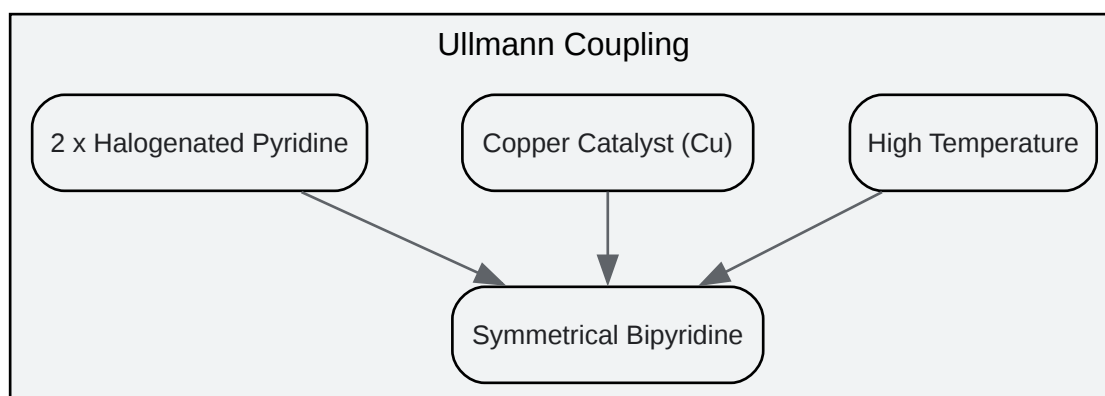 Ullmann Coupling
2 x Halogenated Pyridine
Copper Catalyst (Cu)
High Temperature
Symmetrical Bipyridine